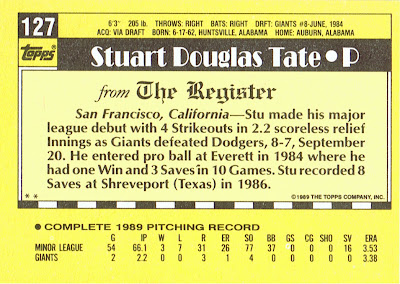 127
6'3" 205 lb. THROWS: RIGHT BATS: RIGHT DRFT: GIANTS #8-JUNE, 1984
ACQ: VIA DRAFT BORN: 6-17-62, HUNTSVILLE, ALABAMA HOME: AUBURN, ALABAMA
Topps
Stuart Douglas Tate • P
from The Register
San Francisco, California—Stu made his major
league debut with 4 Strikeouts in 2.2 scoreless relief
Innings as Giants defeated Dodgers, 8-7, September
20. He entered pro ball at Everett in 1984 where he
had one Win and 3 Saves in 10 Games. Stu recorded 8
Saves at Shreveport (Texas) in 1986.
* *
©1989 THE TOPPS COMPANY, INC.
● COMPLETE 1989 PITCHING RECORD
G IP W L R ER SO BB GS CG SHO SV ERA
MINOR LEAGUE 54 66.1 3 7 31 26 77 37 0 0 0 16 3.53
GIANTS 2 2.2 0 0 3 1 4 0 0 0 0 0 3.38